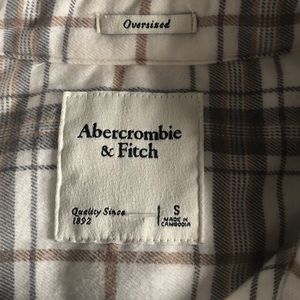 Oversized
Abercrombie
& Fitch
Quality Since
1892
S
MADE IN
CAMBODIA